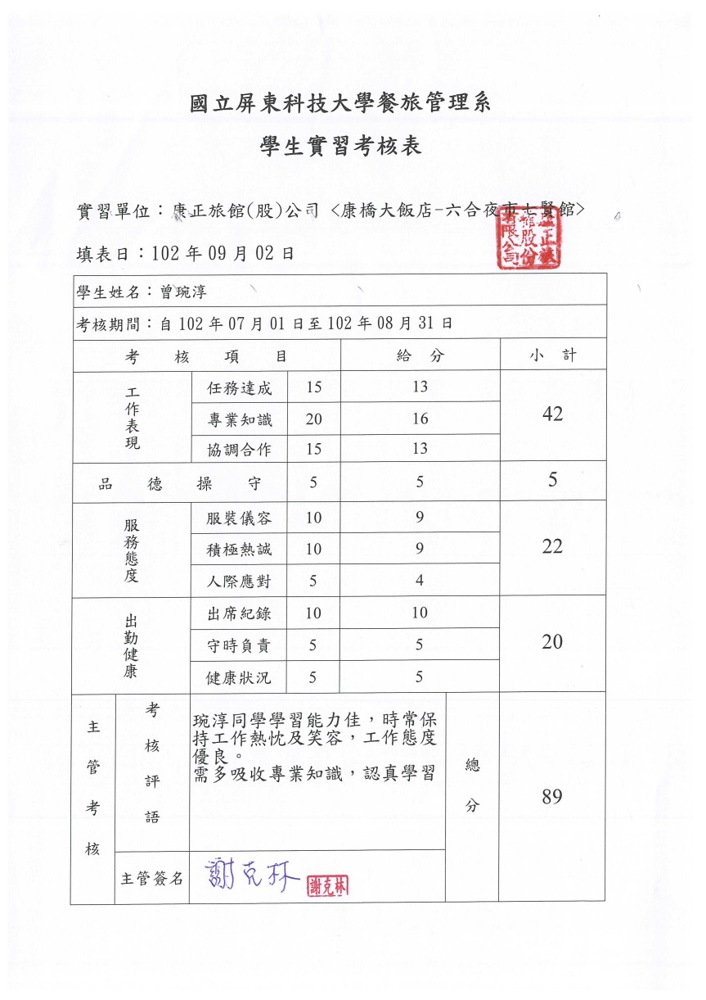 國立屏東科技大學餐旅管理系
學生實習考核表
實習單位：康正旅館(股)公司 <康橋大飯店-六合夜市七賢館>
康正旅館股份有限公司
填表日：102 年 09 月 02 日
學生姓名：曾琬淳
考核期間：自 102 年 07 月 01 日至 102 年 08 月 31 日
考 核 項 目 給 分 小 計
工作表現 任務達成 15 13 42
專業知識 20 16
協調合作 15 13
品 德 操 守 5 5 5
服務態度 服裝儀容 10 9 22
積極熱誠 10 9
人際應對 5 4
出勤健康 出席紀錄 10 10 20
守時負責 5 5
健康狀況 5 5
主管考核 考核評語 總分 89
琬淳同學學習能力佳，時常保
持工作熱忱及笑容，工作態度
優良。
需多吸收專業知識，認真學習
主管簽名 謝克林 謝克林